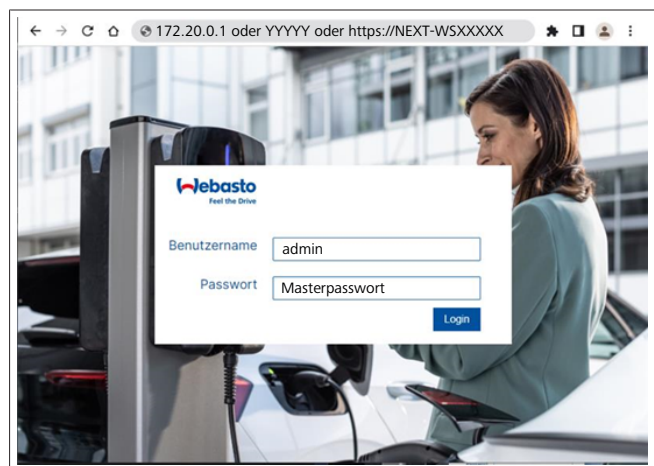 172.20.0.1 oder YYYYY oder https://NEXT-WSXXXXX
Webasto
Feel the Drive
Benutzername
admin
Passwort
Masterpasswort
Login